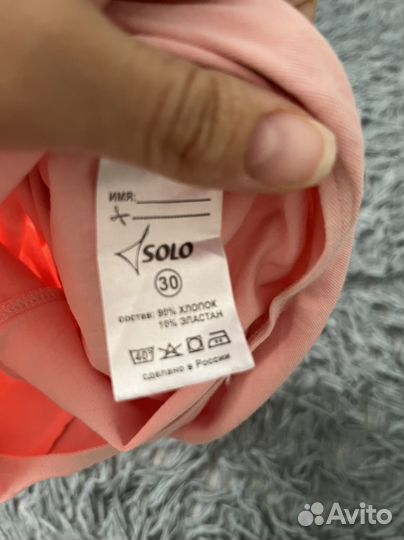 ИМЯ:
SOLO
30
СОСТАВ: 90% ХЛОПОК
10% ЭЛАСТАН
40°
сделано в России
Avito